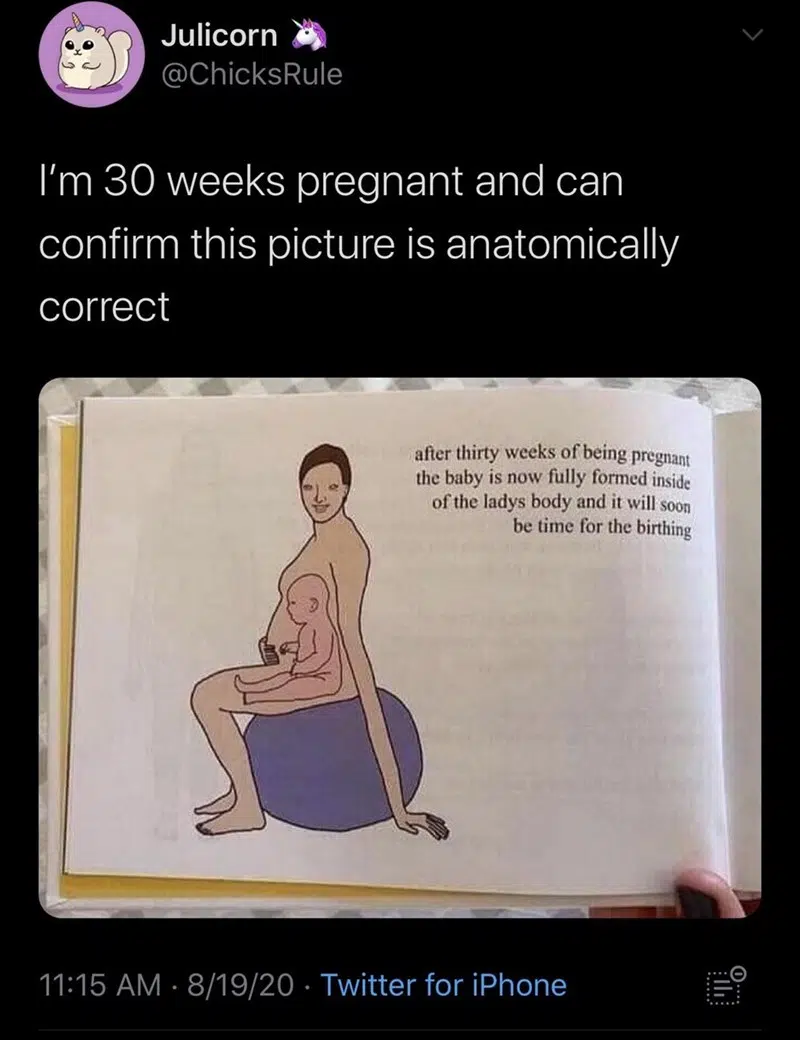 Julicorn 🦄
@ChicksRule
I'm 30 weeks pregnant and can
confirm this picture is anatomically
correct
after thirty weeks of being pregnant
the baby is now fully formed inside
of the ladys body and it will soon
be time for the birthing
11:15 AM · 8/19/20 · Twitter for iPhone